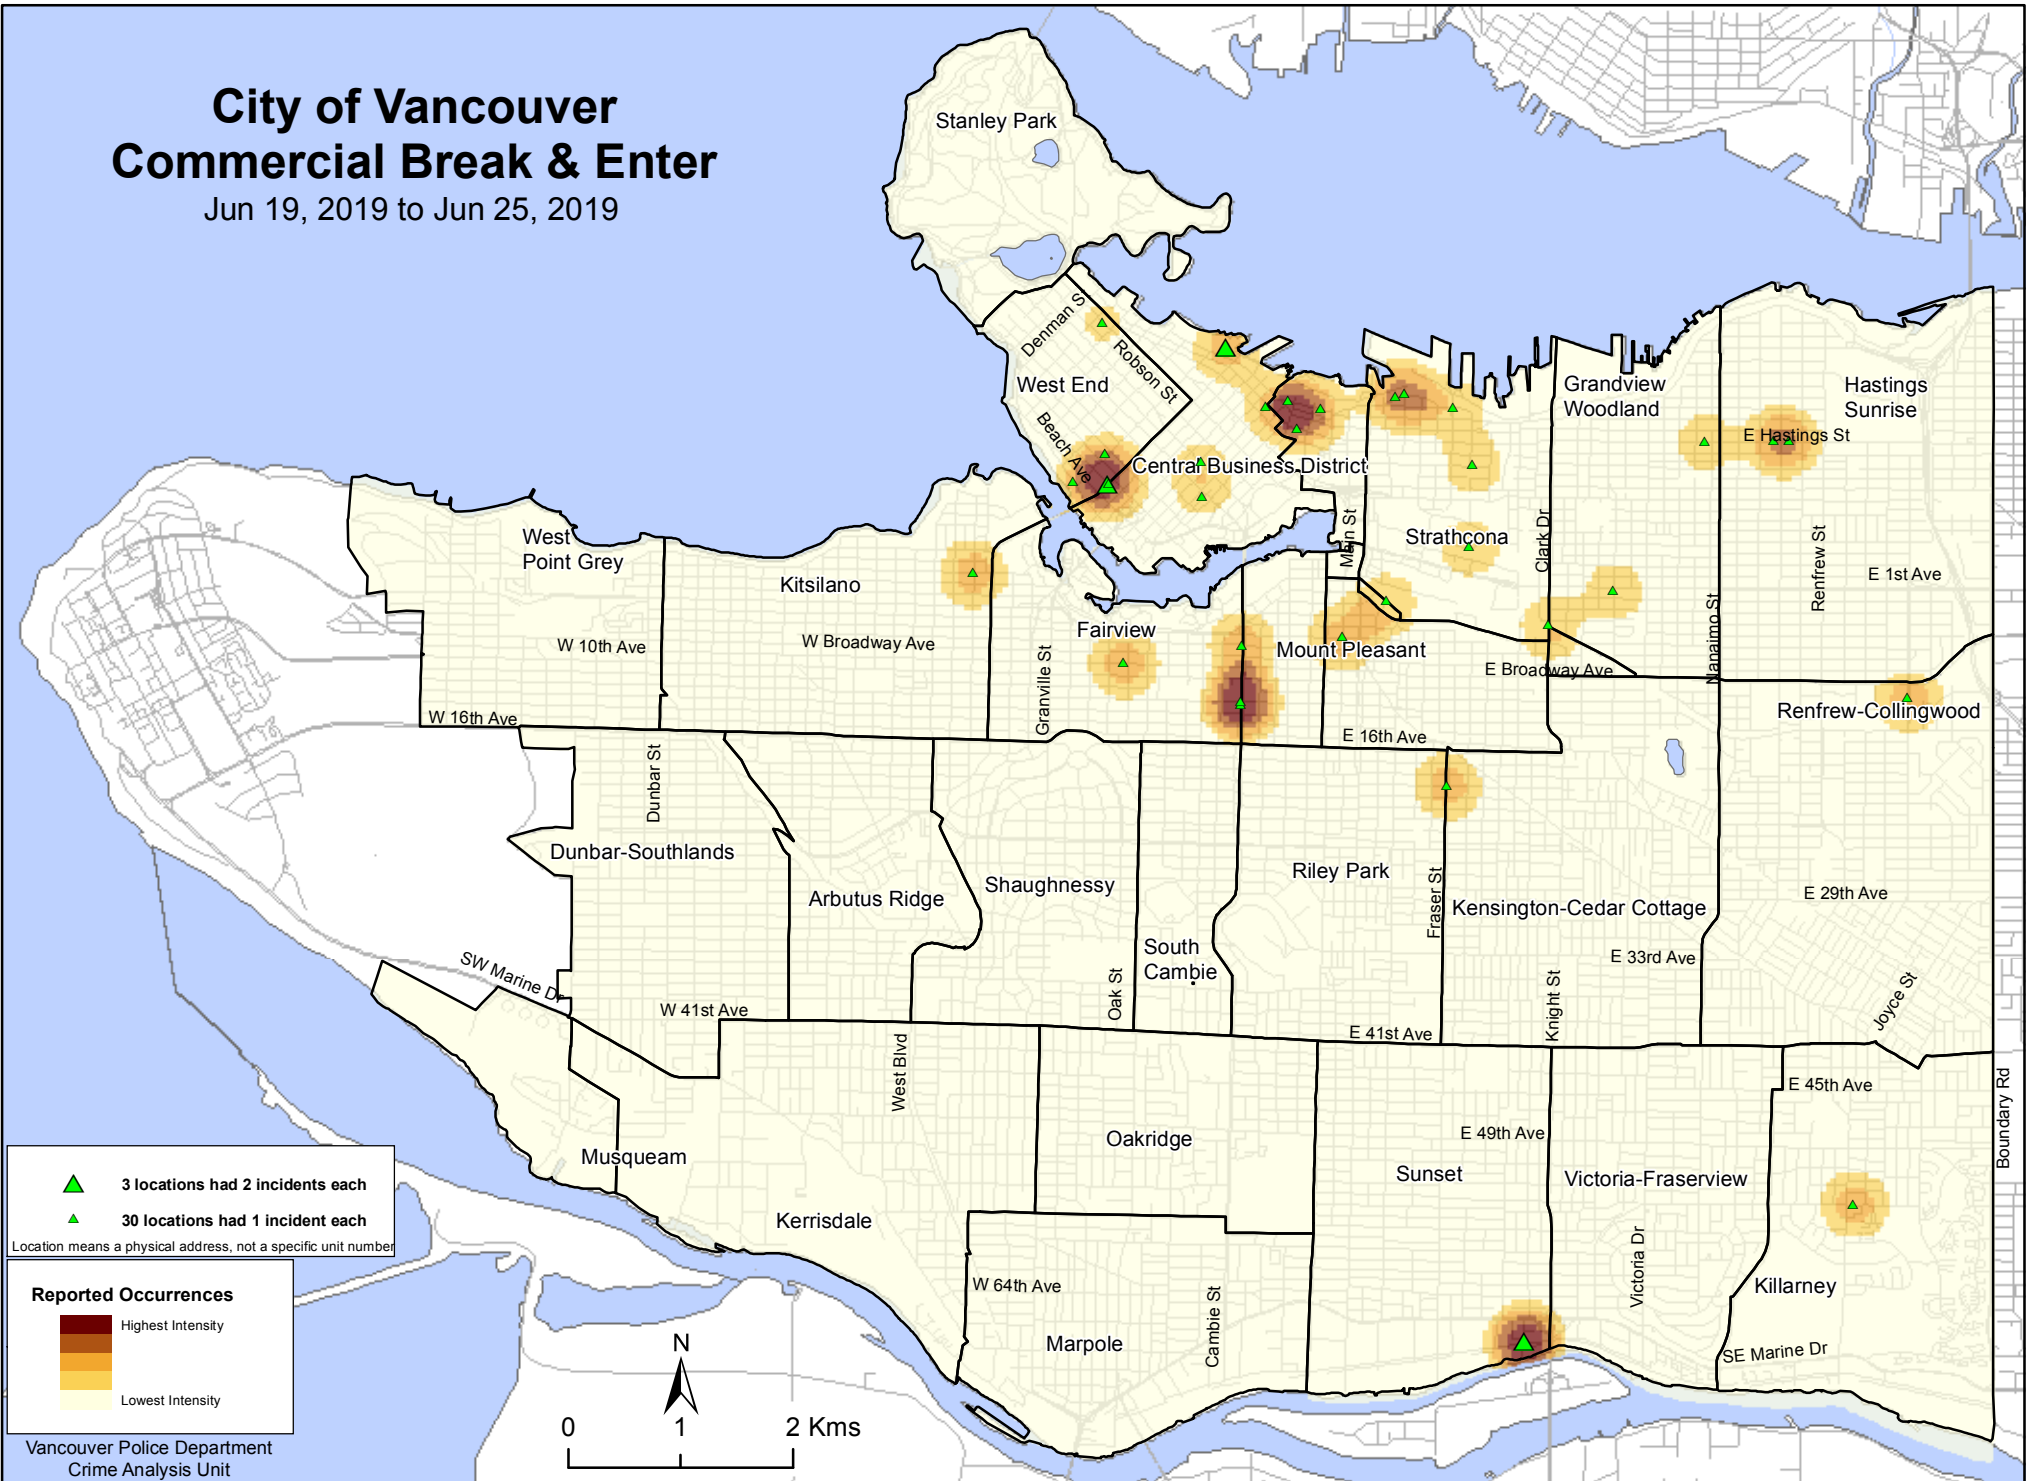 City of Vancouver
Commercial Break & Enter
Jun 19, 2019 to Jun 25, 2019
Stanley Park
Denman St
Robson St
West End
Beach Ave
Central Business District
Grandview
Woodland
Hastings
Sunrise
E Hastings St
West
Point Grey
Kitsilano
Fairview
Main St
Strathcona
Clark Dr
Nanaimo St
Renfrew St
E 1st Ave
W 10th Ave
W Broadway Ave
Granville St
Mount Pleasant
E Broadway Ave
W 16th Ave
E 16th Ave
Renfrew-Collingwood
Dunbar St
Dunbar-Southlands
Arbutus Ridge
Shaughnessy
Riley Park
Fraser St
Kensington-Cedar Cottage
E 29th Ave
South
Cambie
E 33rd Ave
SW Marine Dr
W 41st Ave
Oak St
E 41st Ave
Knight St
Joyce St
West Blvd
E 45th Ave
Boundary Rd
Musqueam
Oakridge
E 49th Ave
Sunset
Victoria-Fraserview
Kerrisdale
Victoria Dr
Killarney
W 64th Ave
Cambie St
Marpole
SE Marine Dr
3 locations had 2 incidents each
30 locations had 1 incident each
Location means a physical address, not a specific unit number
Reported Occurrences
Highest Intensity
Lowest Intensity
Vancouver Police Department
Crime Analysis Unit
N
0 1 2 Kms